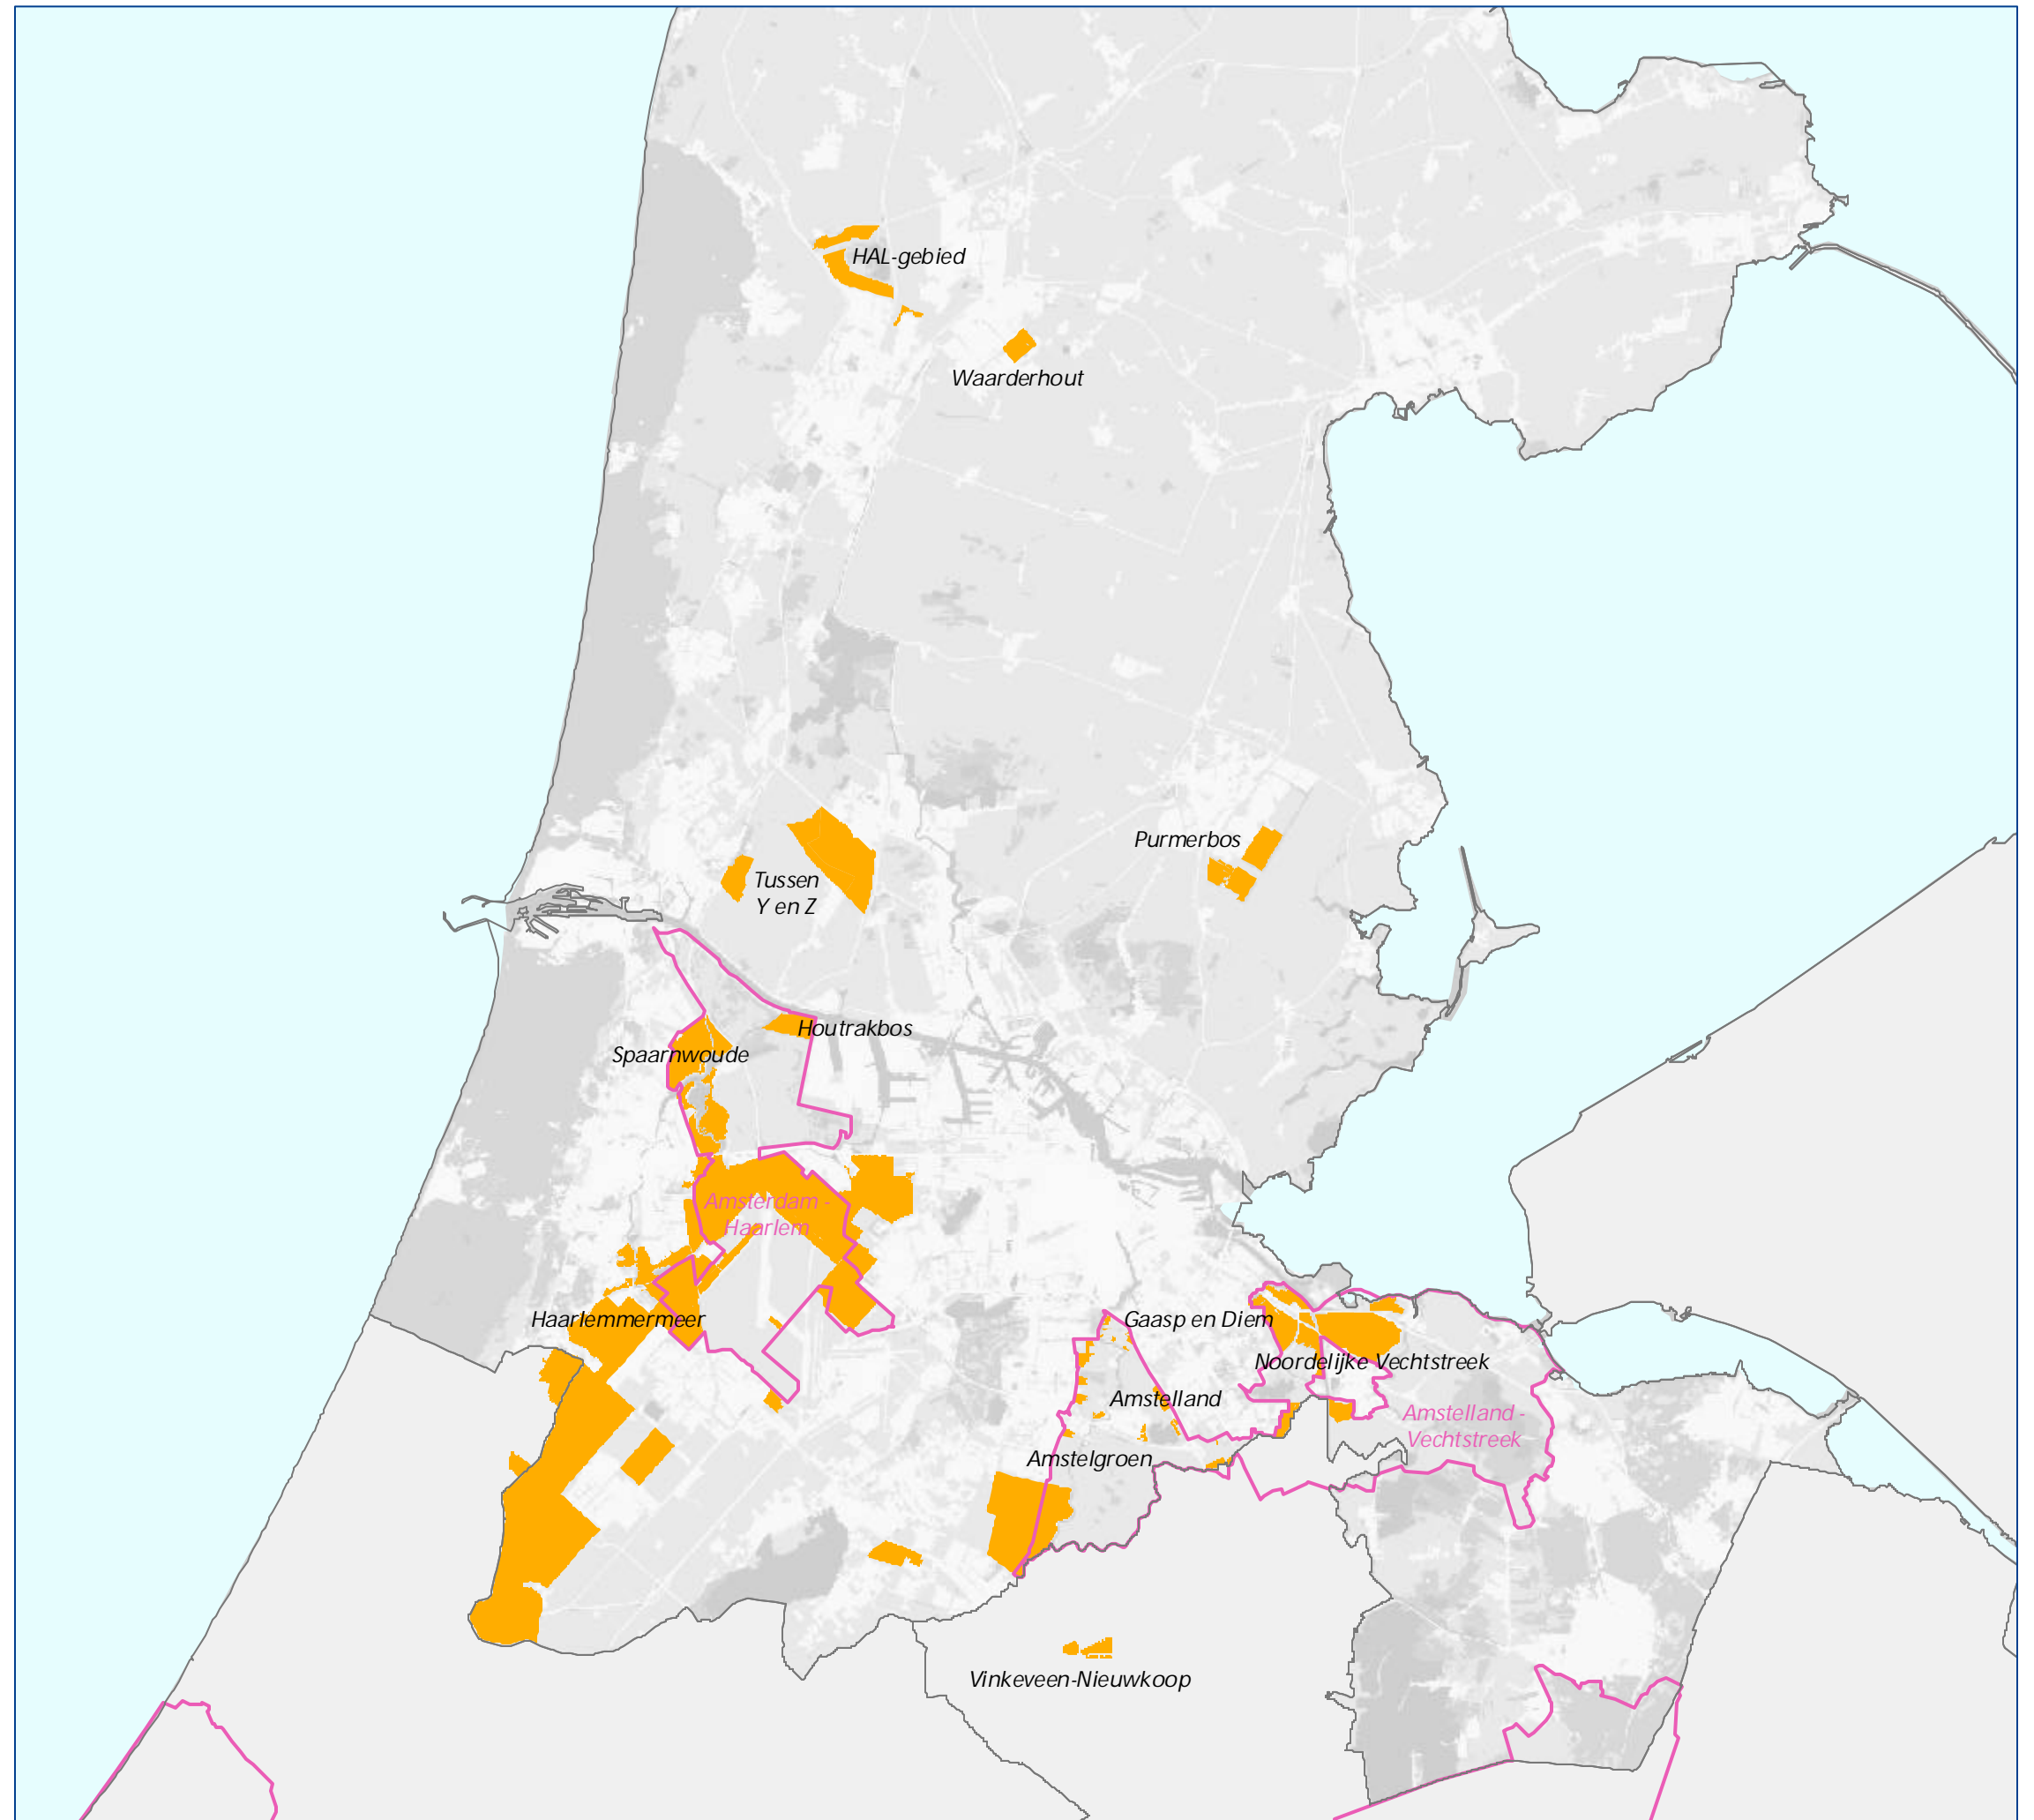 HAL-gebied
Waarderhout
Purmerbos
Tussen
Y en Z
Houtrakbos
Spaarnwoude
Amsterdam -
Haarlem
Haarlemmermeer
Gaasp en Diem
Noordelijke Vechtstreek
Amstelland
Amstelland -
Vechtstreek
Amstelgroen
Vinkeveen-Nieuwkoop